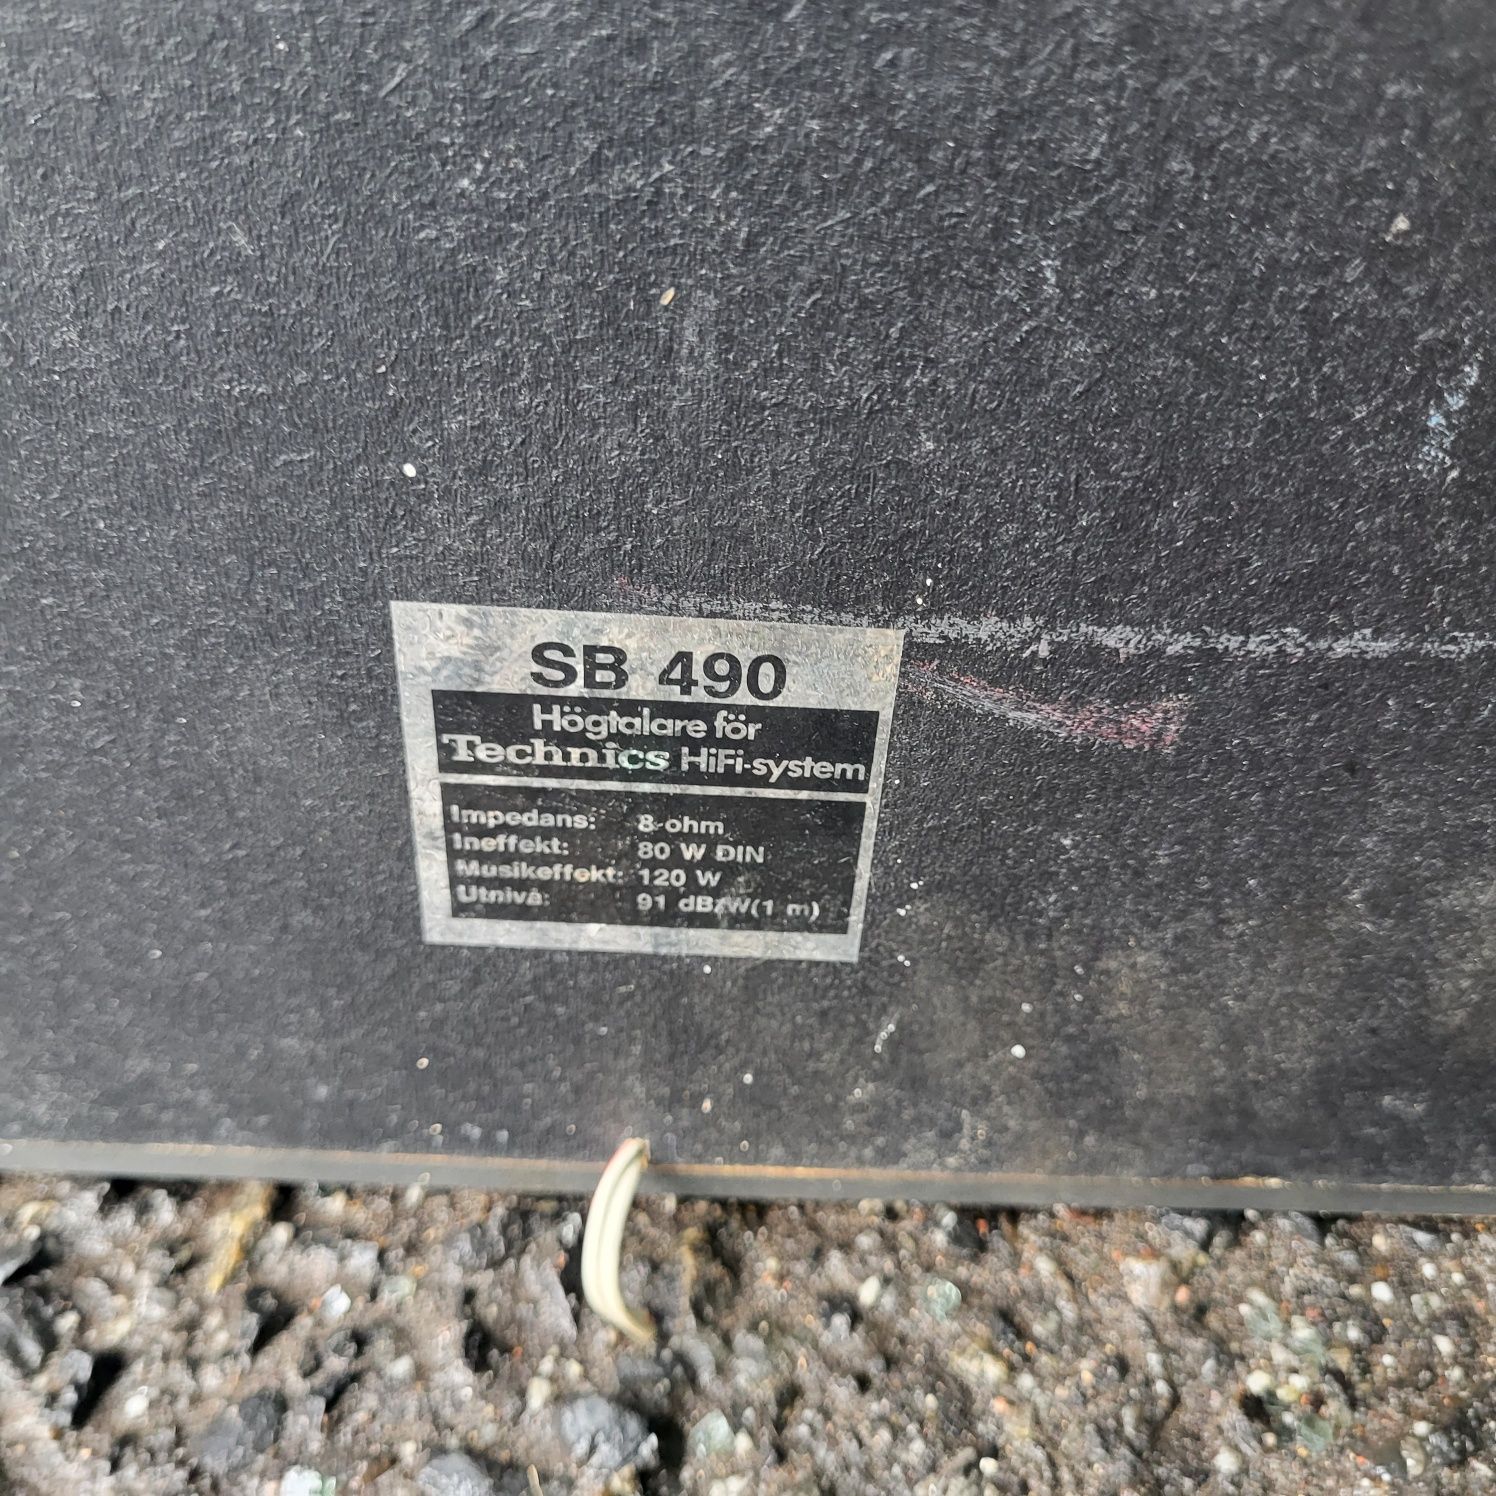 SB 490
Högtalare för
Technics HiFi-system
Impedans: 8-ohm
Ineffekt: 80 W DIN
Musikeffekt: 120 W
Utnivå: 91 dB/W(1 m)